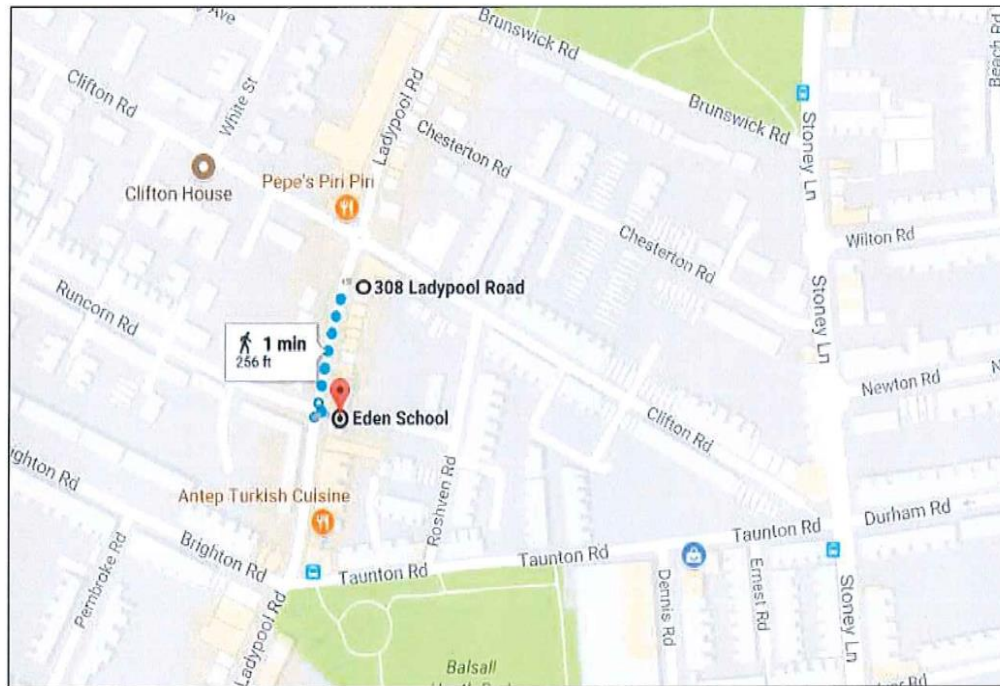 Ave
Brunswick Rd
Beach Rd
Clifton Rd
White St
Ladypool Rd
Brunswick Rd
Stoney Ln
Chesterton Rd
Clifton House
Pepe's Piri Piri
Chesterton Rd
Wilton Rd
308 Ladypool Road
Runcorn Rd
1 min
256 ft
Stoney Ln
Newton Rd
N
Eden School
Clifton Rd
ighton Rd
Antep Turkish Cuisine
Roshven Rd
Durham Rd
Taunton Rd
Brighton Rd
Taunton Rd
Taunton Rd
Pembroke Rd
Dennis Rd
Ernest Rd
Stoney Ln
Ladypool Rd
Balsall